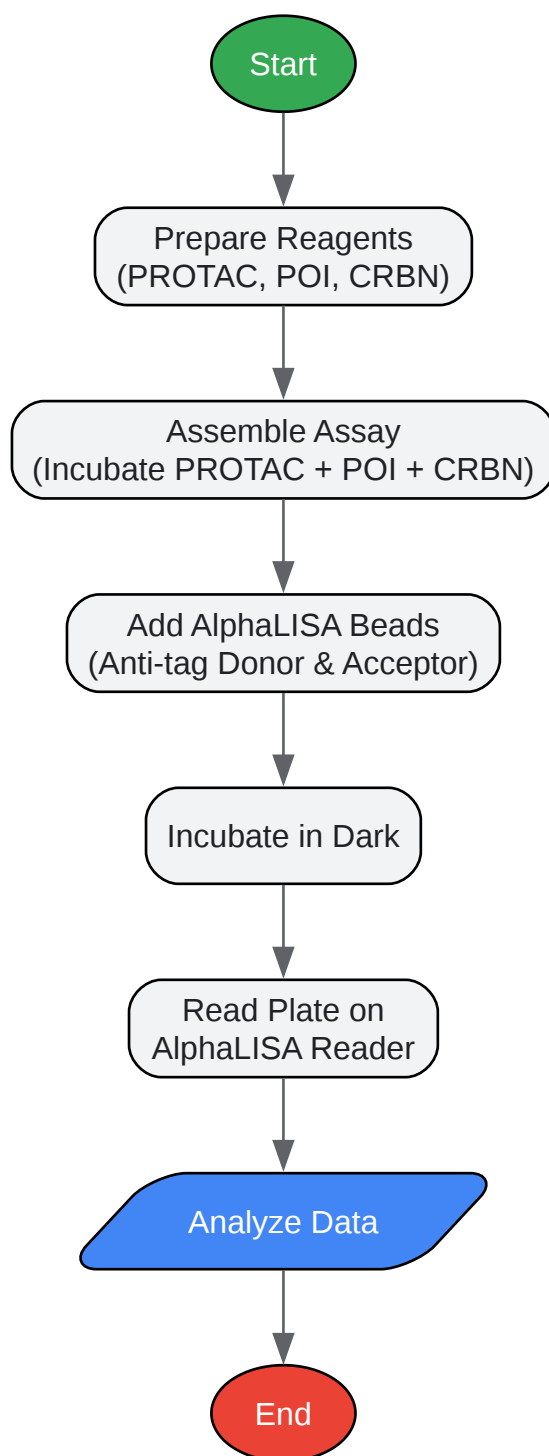 Start
Prepare Reagents
(PROTAC, POI, CRBN)
Assemble Assay
(Incubate PROTAC + POI + CRBN)
Add AlphaLISA Beads
(Anti-tag Donor & Acceptor)
Incubate in Dark
Read Plate on
AlphaLISA Reader
Analyze Data
End